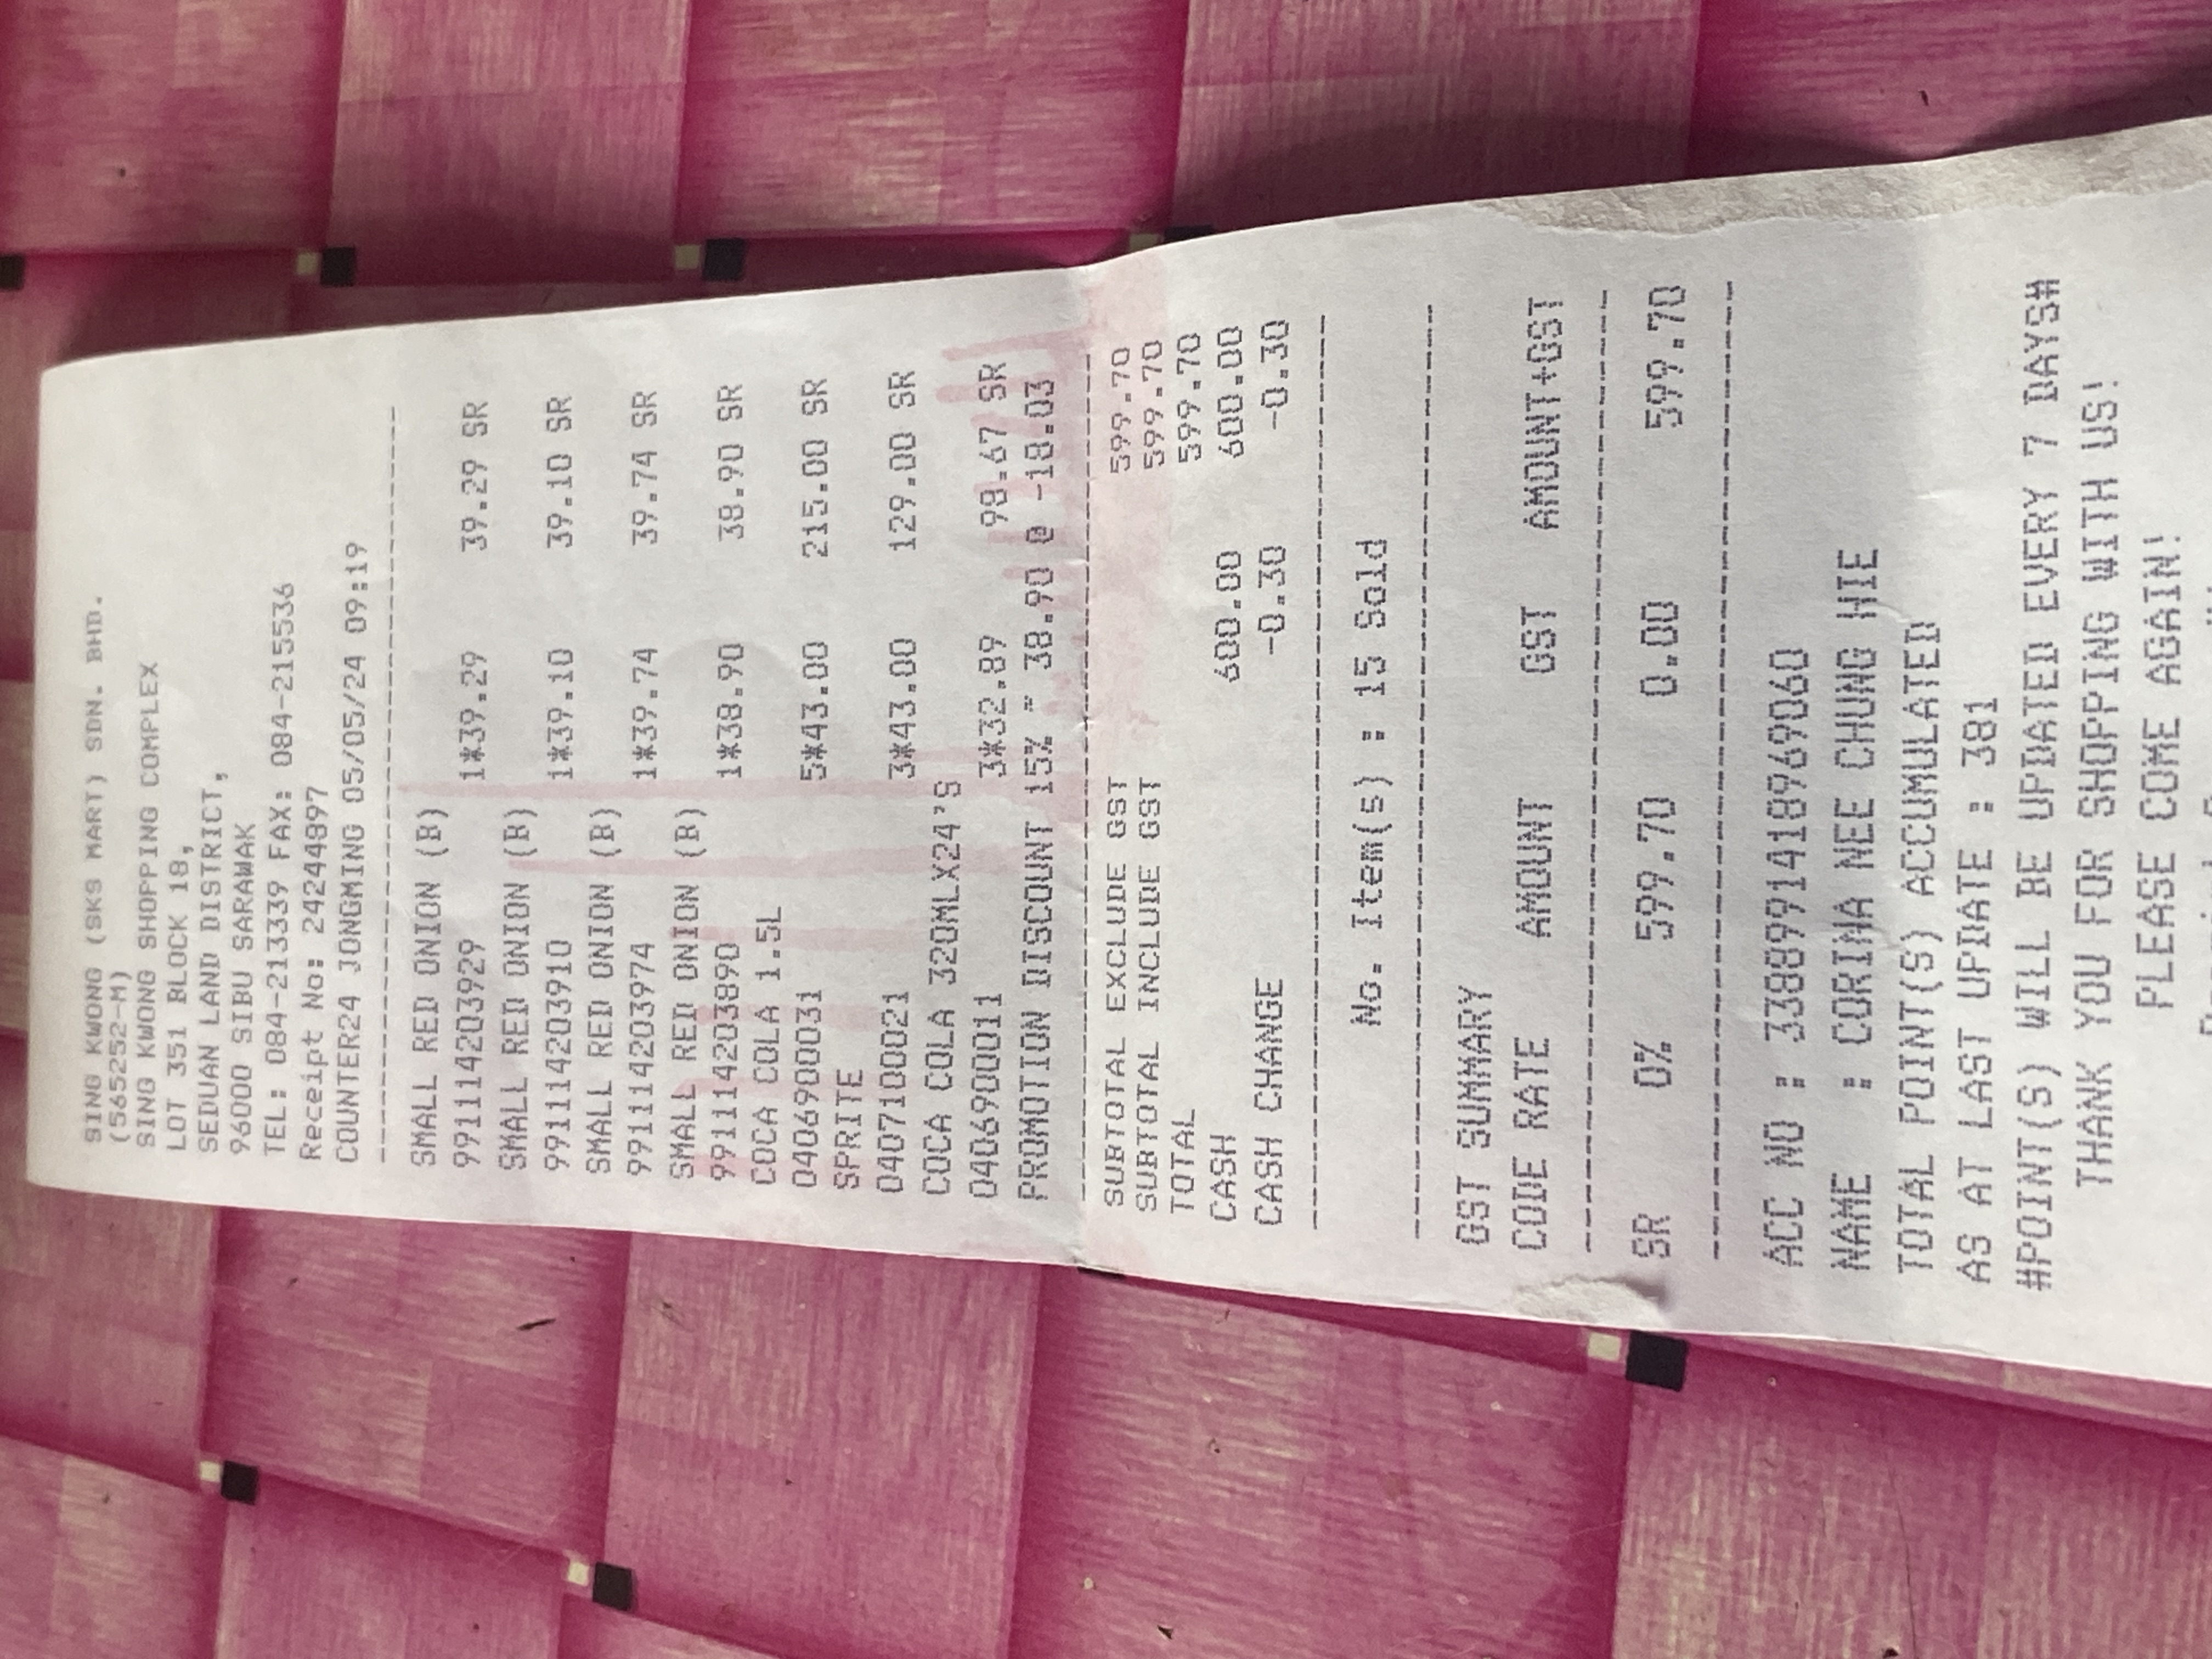 SING KWONG (SKS MART) SDN. BHD.
(565252-M)
SING KWONG SHOPPING COMPLEX
LOT 351 BLOCK 18,
SEDUAN LAND DISTRICT,
96000 SIBU SARAWAK
TEL: 084-213339 FAX: 084-215536
Receipt No: 24244897
COUNTER24 JONGMING 05/05/24 09:19
SMALL RED ONION (B)
991114203929 1*39.29 39.29 SR
SMALL RED ONION (B)
991114203910 1*39.10 39.10 SR
SMALL RED ONION (B)
991114203974 1*39.74 39.74 SR
SMALL RED ONION (B)
991114203890 1*38.90 38.90 SR
COCA COLA 1.5L
0406900031 5*43.00 215.00 SR
SPRITE
0407100021 3*43.00 129.00 SR
COCA COLA 320MLX24'S
0406900011 3*32.89 98.67 SR
PROMOTION DISCOUNT 15% ~ 38.90 @ -18.03
SUBTOTAL EXCLUDE GST 599.70
SUBTOTAL INCLUDE GST 599.70
TOTAL 599.70
CASH 600.00 600.00
CASH CHANGE -0.30 -0.30
No. Item(s) : 15 Sold
GST SUMMARY
CODE RATE AMOUNT GST AMOUNT+GST
SR 0% 599.70 0.00 599.70
ACC NO : 3388991418969060
NAME : CORINA NEE CHUNG HIE
TOTAL POINT(S) ACCUMULATED
AS AT LAST UPDATE : 381
#POINT(S) WILL BE UPDATED EVERY 7 DAYS#
THANK YOU FOR SHOPPING WITH US!
PLEASE COME AGAIN!